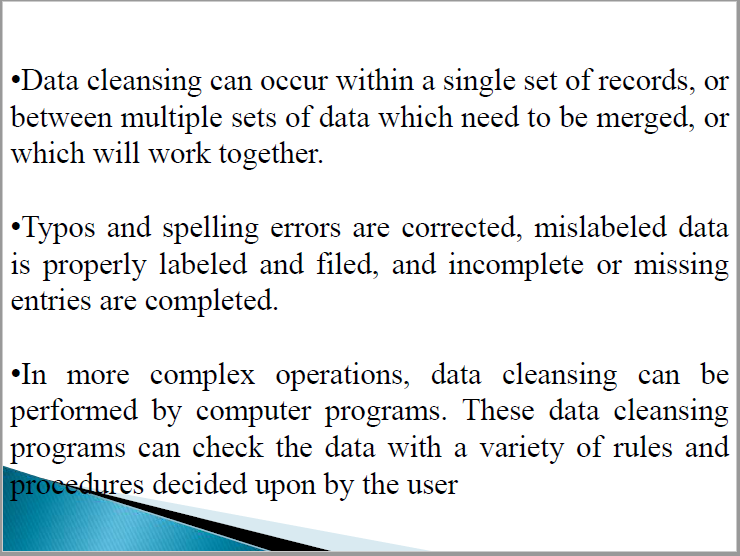 •Data cleansing can occur within a single set of records, or
between multiple sets of data which need to be merged, or
which will work together.
•Typos and spelling errors are corrected, mislabeled data
is properly labeled and filed, and incomplete or missing
entries are completed.
•In more complex operations, data cleansing can be
performed by computer programs. These data cleansing
programs can check the data with a variety of rules and
procedures decided upon by the user